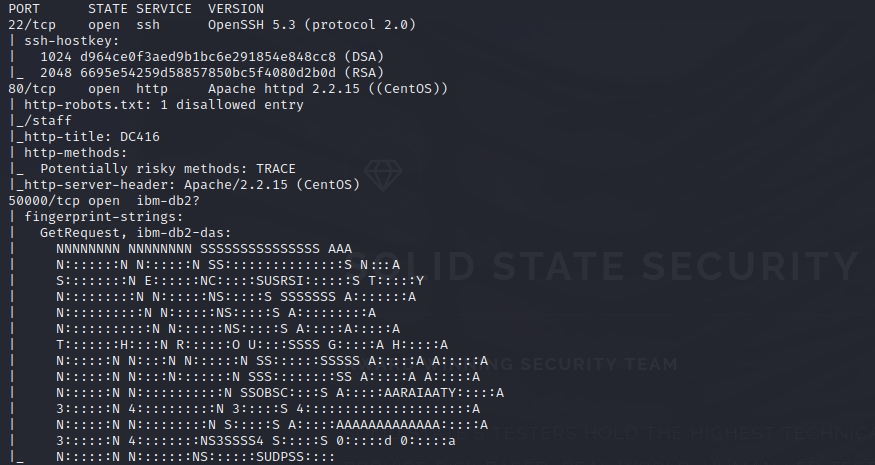 PORT      STATE SERVICE  VERSION
22/tcp    open  ssh      OpenSSH 5.3 (protocol 2.0)
| ssh-hostkey:
|   1024 d964ce0f3aed9b1bc6e291854e848cc8 (DSA)
|_  2048 6695e54259d58857850bc5f4080d2b0d (RSA)
80/tcp    open  http     Apache httpd 2.2.15 ((CentOS))
| http-robots.txt: 1 disallowed entry
|_/staff
|_http-title: DC416
| http-methods:
|_  Potentially risky methods: TRACE
|_http-server-header: Apache/2.2.15 (CentOS)
50000/tcp open  ibm-db2?
| fingerprint-strings:
|   GetRequest, ibm-db2-das:
|     NNNNNNNN NNNNNNNN SSSSSSSSSSSSSSS AAA
|     N:::::::N N::::::N SS:::::::::::::::S N:::A
|     S:::::::N E:::::NC:::::SUSRSI::::::S T:::::Y
|     N:::::::::N N::::::NS:::::S SSSSSSS A:::::::A
|     N::::::::::N N:::::NS:::::S A:::::::::A
|     N:::::::::::N N:::::NS:::::S A:::::A:::::A
|     T::::::H::::N R::::::O U::::SSSS G:::::A H:::::A
|     N:::::N N::::N N::::::N SS::::::SSSSS A:::::A A:::::A
|     N:::::N N::::N:::::::N SSS::::::::SS A:::::A A:::::A
|     N:::::N N:::::::::::N SSOBSC::::S A:::::AARAIAATY:::::A
|     3:::::N 4::::::::::N 3:::::S 4:::::::::::::::::::::A
|     N:::::N N:::::::::N S:::::S A:::::AAAAAAAAAAAAA:::::A
|     3:::::N 4::::::::NS3SSSS4 S:::::S 0:::::d 0:::::a
|_    N::::::N N:::::::NS::::::SUDPSS::::
SOLID STATE SECURITY
SECURITY TEAM
TESTERS HOLD THE HIGHEST